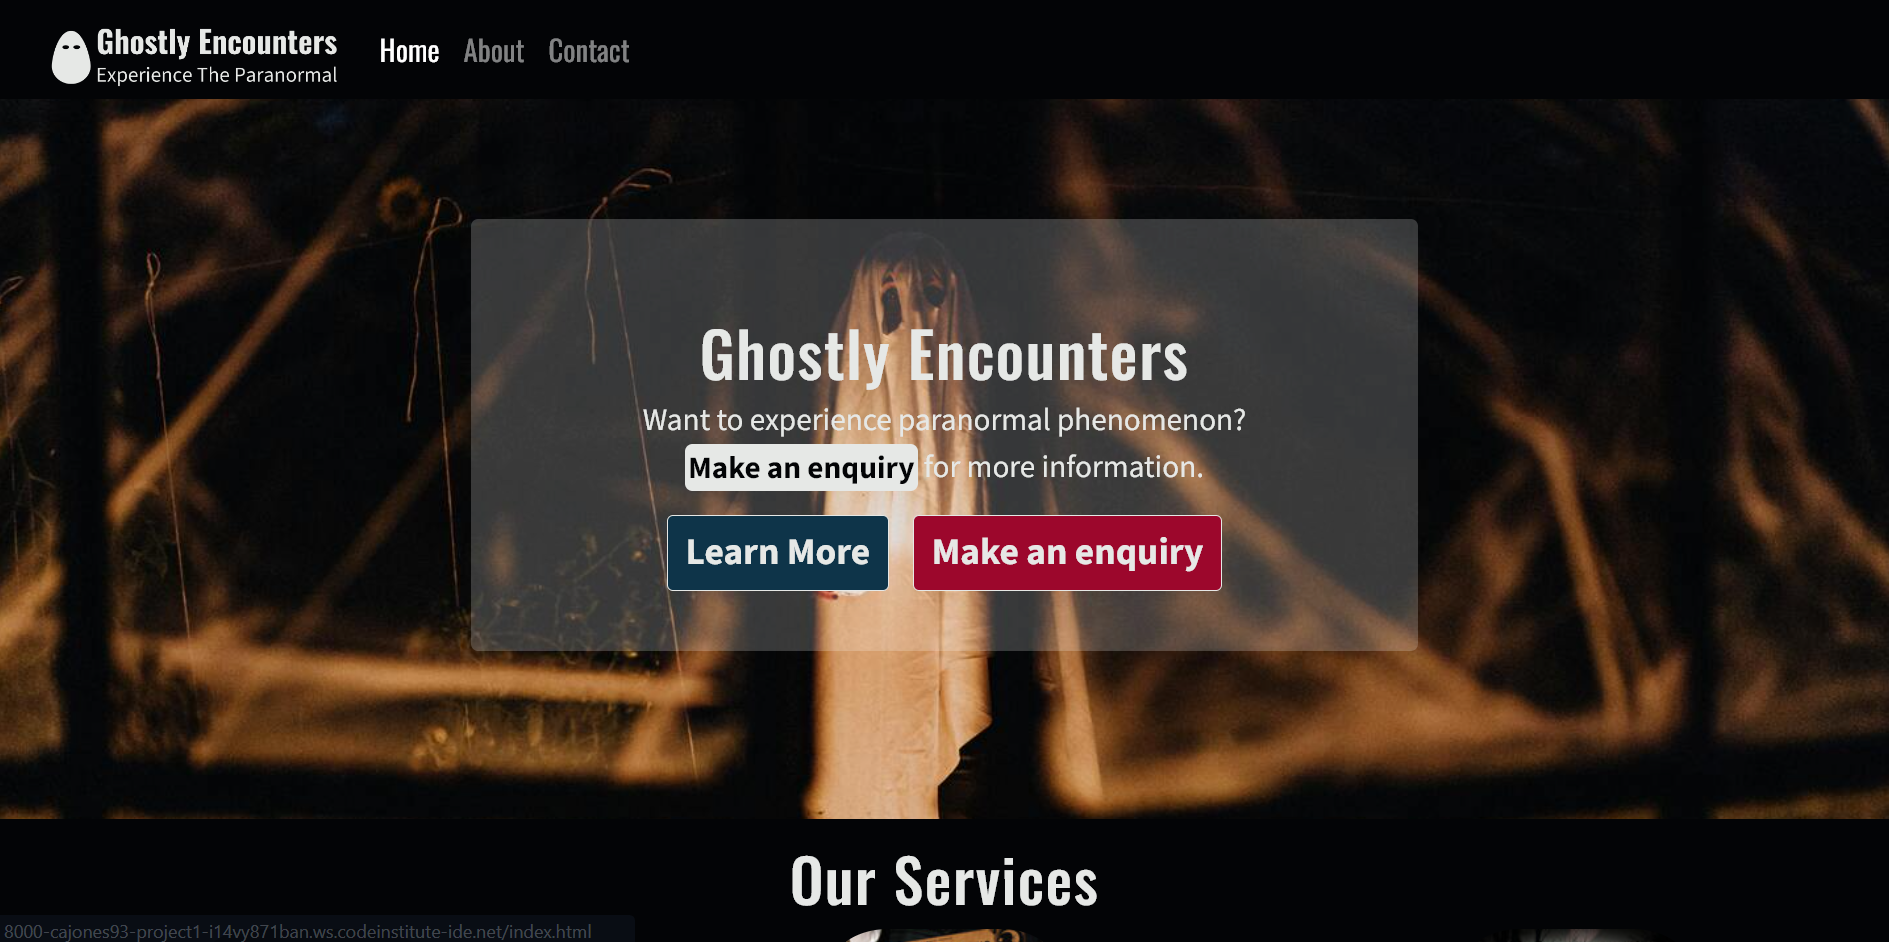 Ghostly Encounters
Experience The Paranormal
Home About Contact
Ghostly Encounters
Want to experience paranormal phenomenon?
Make an enquiry for more information.
Learn More Make an enquiry
Our Services
8000-cajones93-project1-i14vy871ban.ws.codeinstitute-ide.net/index.html